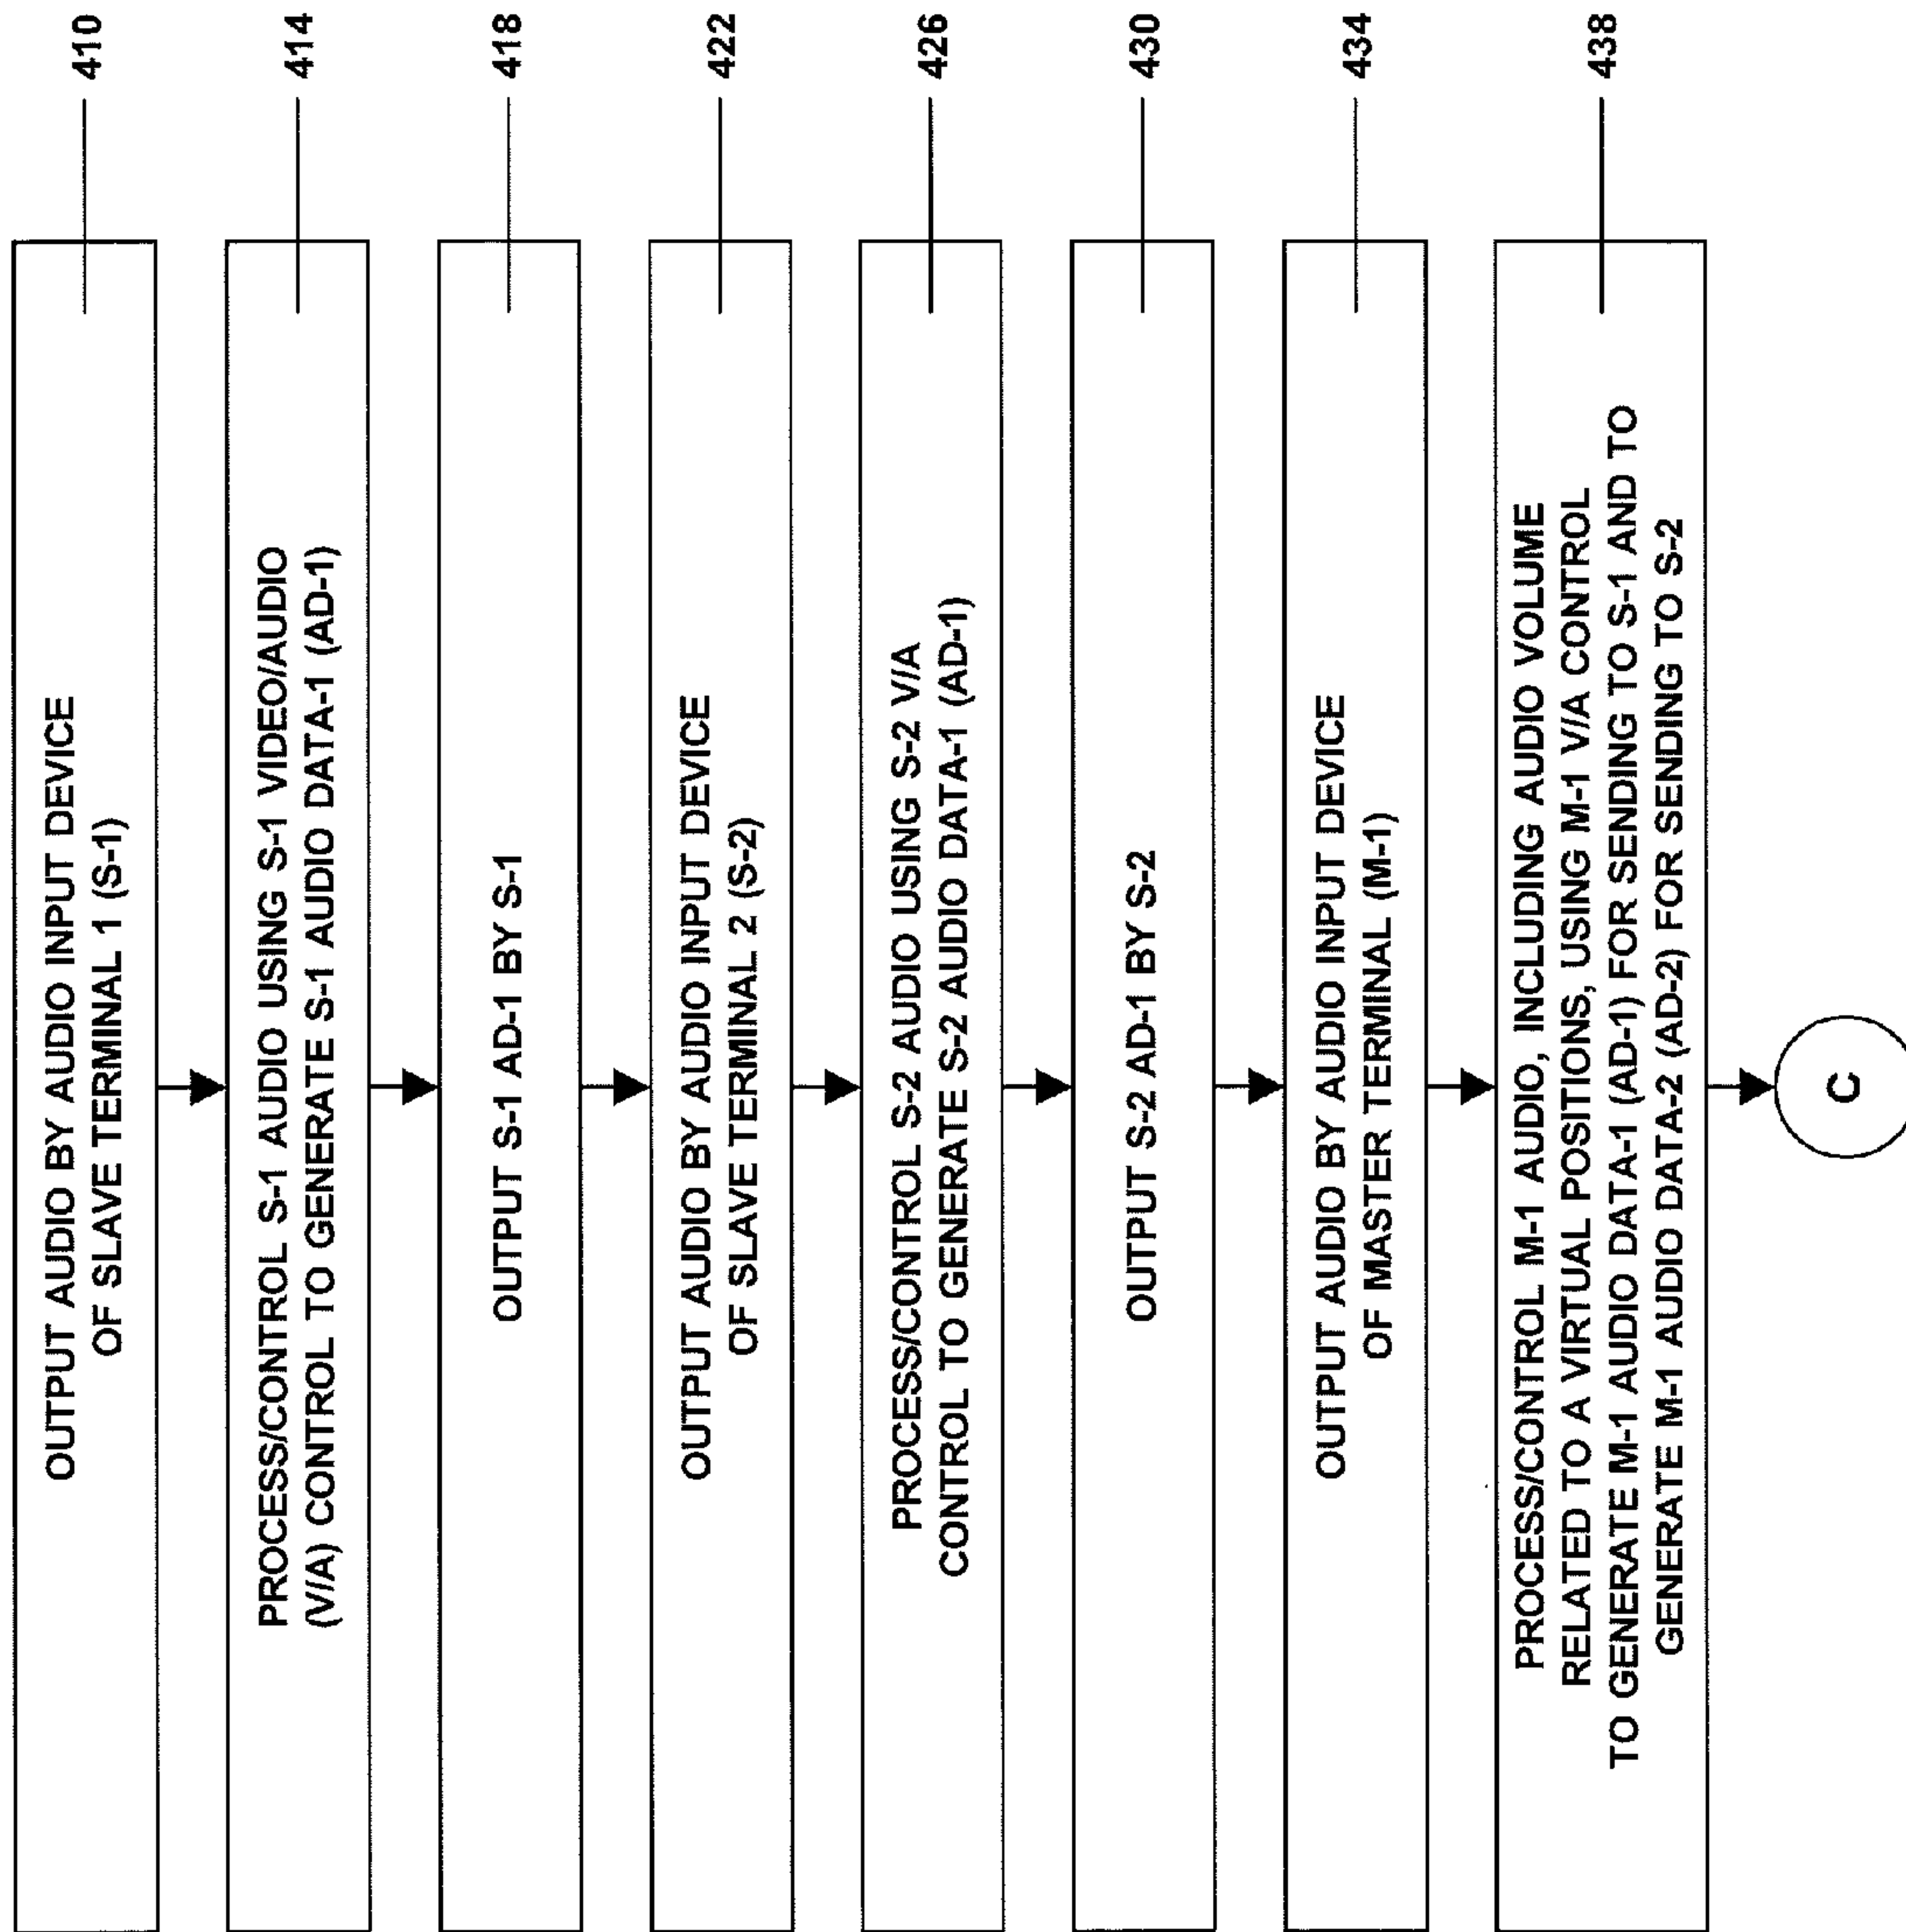 OUTPUT AUDIO BY AUDIO INPUT DEVICE
OF SLAVE TERMINAL 1 (S-1)
410
PROCESS/CONTROL S-1 AUDIO USING S-1 VIDEO/AUDIO
(V/A) CONTROL TO GENERATE S-1 AUDIO DATA-1 (AD-1)
414
OUTPUT S-1 AD-1 BY S-1
418
OUTPUT AUDIO BY AUDIO INPUT DEVICE
OF SLAVE TERMINAL 2 (S-2)
422
PROCESS/CONTROL S-2 AUDIO USING S-2 V/A
CONTROL TO GENERATE S-2 AUDIO DATA-1 (AD-1)
426
OUTPUT S-2 AD-1 BY S-2
430
OUTPUT AUDIO BY AUDIO INPUT DEVICE
OF MASTER TERMINAL (M-1)
434
PROCESS/CONTROL M-1 AUDIO, INCLUDING AUDIO VOLUME
RELATED TO A VIRTUAL POSITIONS, USING M-1 V/A CONTROL
TO GENERATE M-1 AUDIO DATA-1 (AD-1) FOR SENDING TO S-1 AND TO
GENERATE M-1 AUDIO DATA-2 (AD-2) FOR SENDING TO S-2
438
C